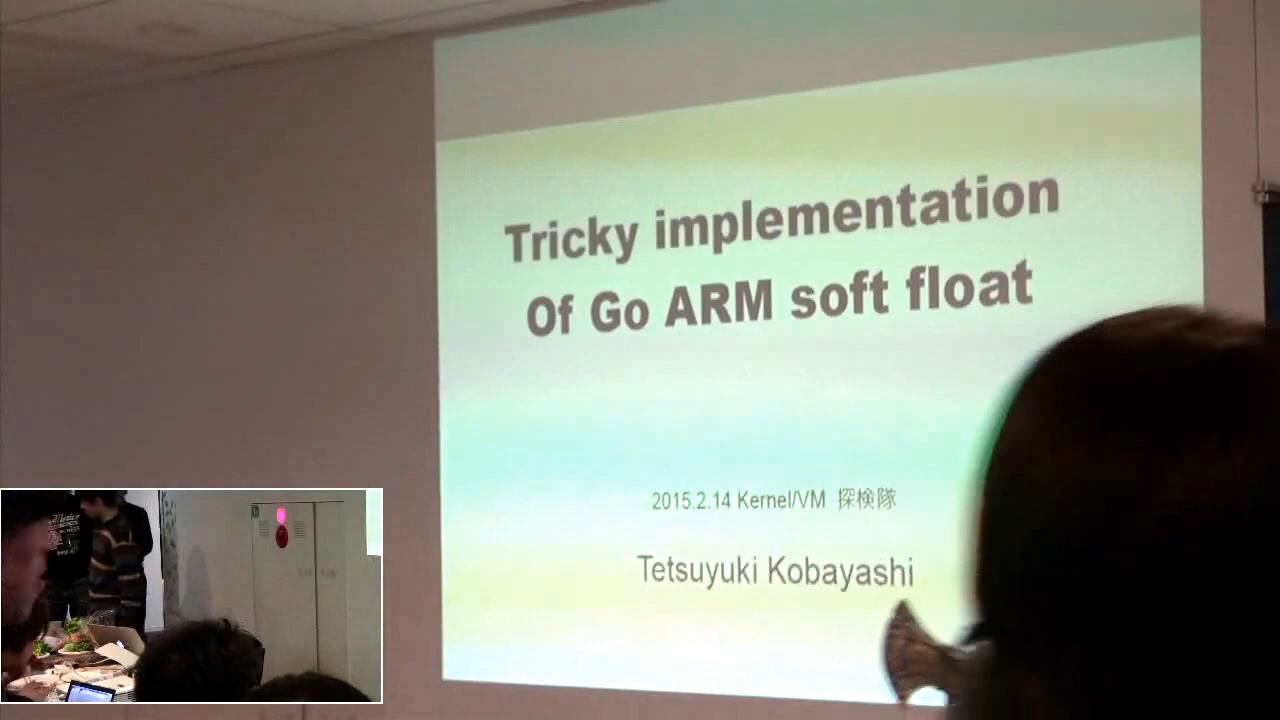 Tricky implementation
Of Go ARM soft float
2015.2.14 Kernel/VM 探検隊
Tetsuyuki Kobayashi